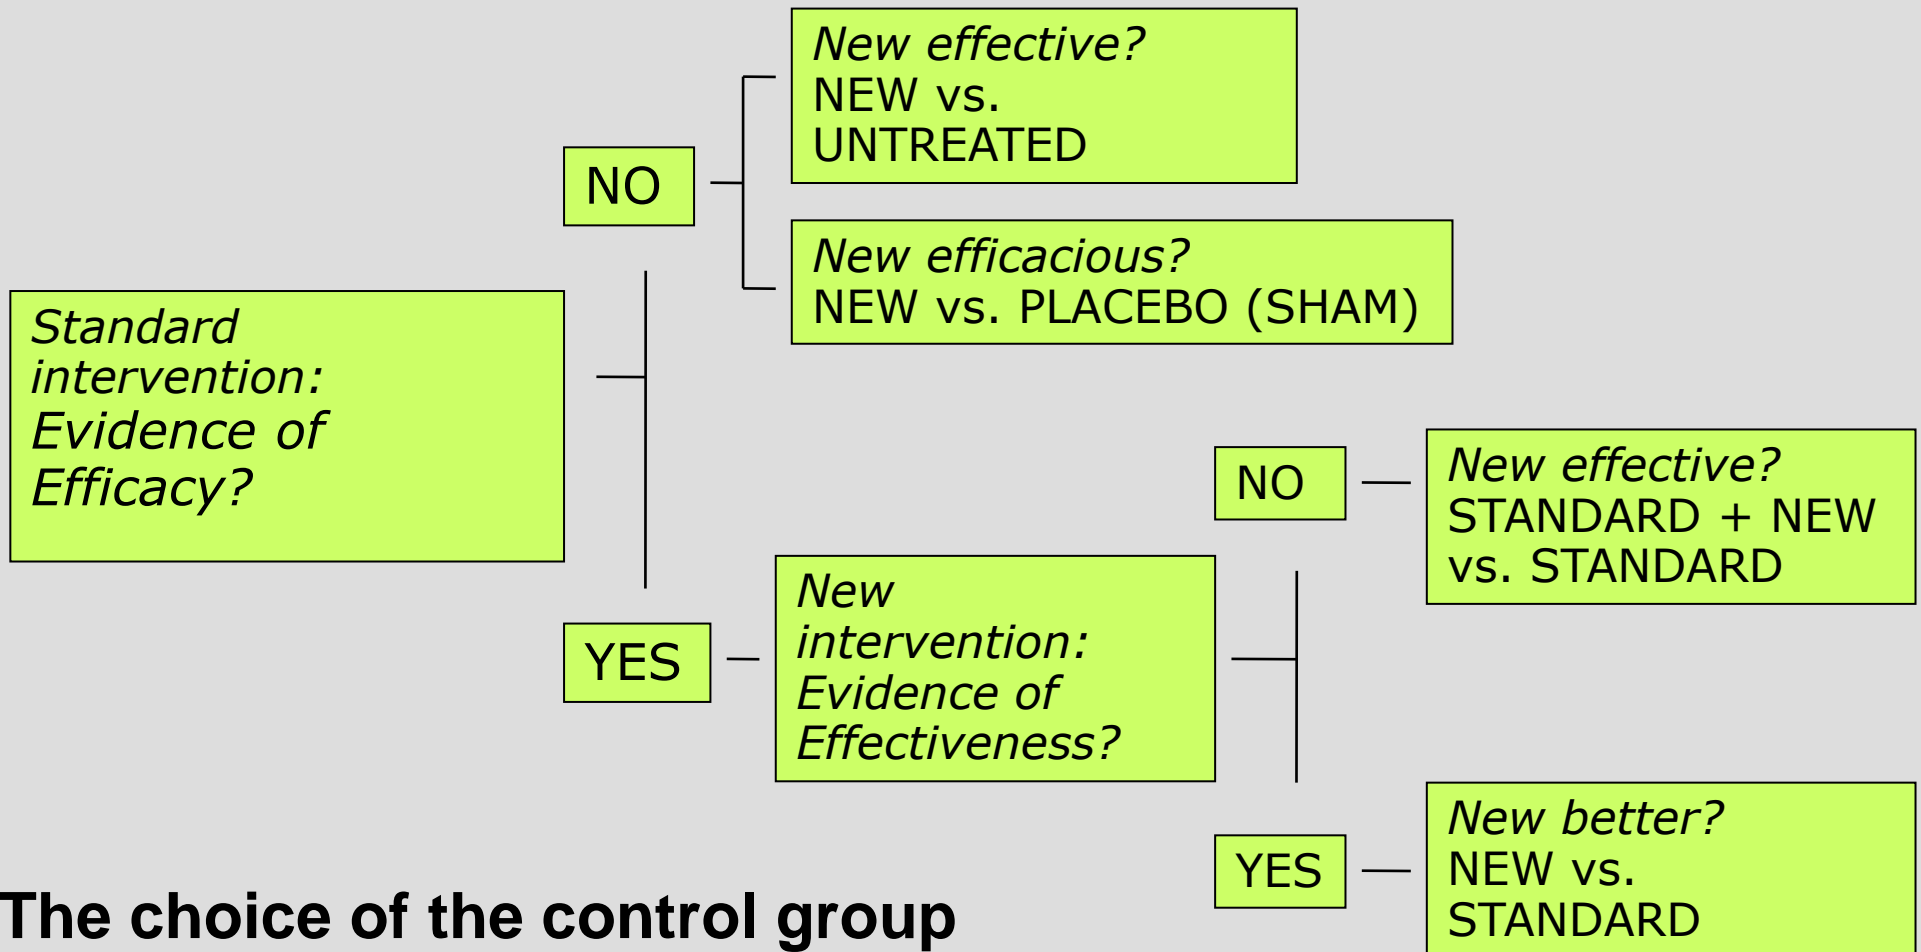 New effective?
NEW vs.
UNTREATED
NO
New efficacious?
NEW vs. PLACEBO (SHAM)
Standard
intervention:
Evidence of
Efficacy?
NO
New effective?
STANDARD + NEW
vs. STANDARD
YES
New
intervention:
Evidence of
Effectiveness?
YES
New better?
NEW vs.
STANDARD
The choice of the control group